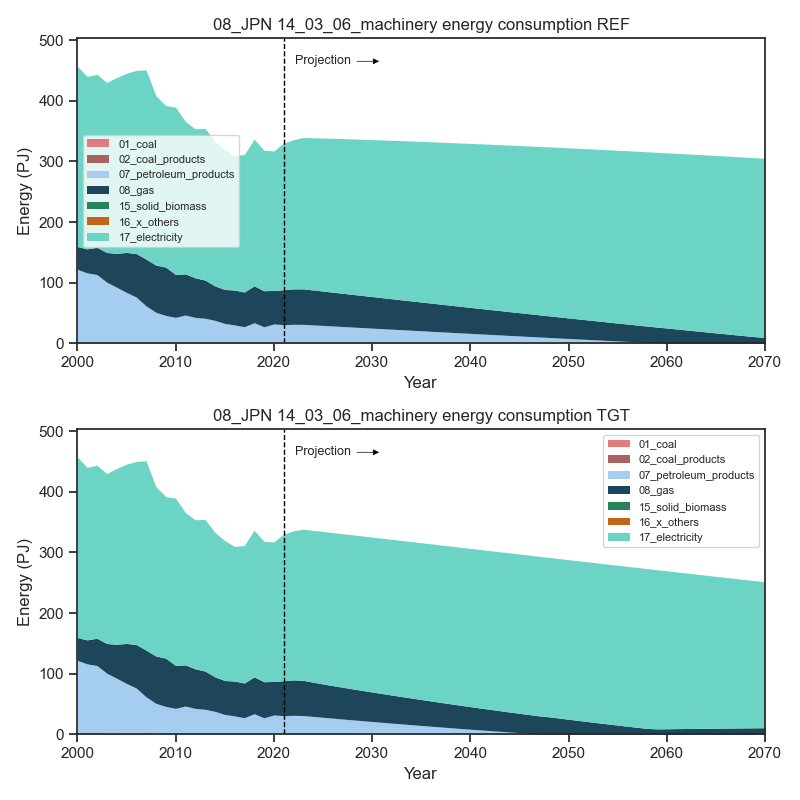 08_JPN 14_03_06_machinery energy consumption REF
500
400
300
200
100
0
Energy (PJ)
Projection
01_coal
02_coal_products
07_petroleum_products
08_gas
15_solid_biomass
16_x_others
17_electricity
2000 2010 2020 2030 2040 2050 2060 2070
Year
08_JPN 14_03_06_machinery energy consumption TGT
500
400
300
200
100
0
Energy (PJ)
Projection
01_coal
02_coal_products
07_petroleum_products
08_gas
15_solid_biomass
16_x_others
17_electricity
2000 2010 2020 2030 2040 2050 2060 2070
Year